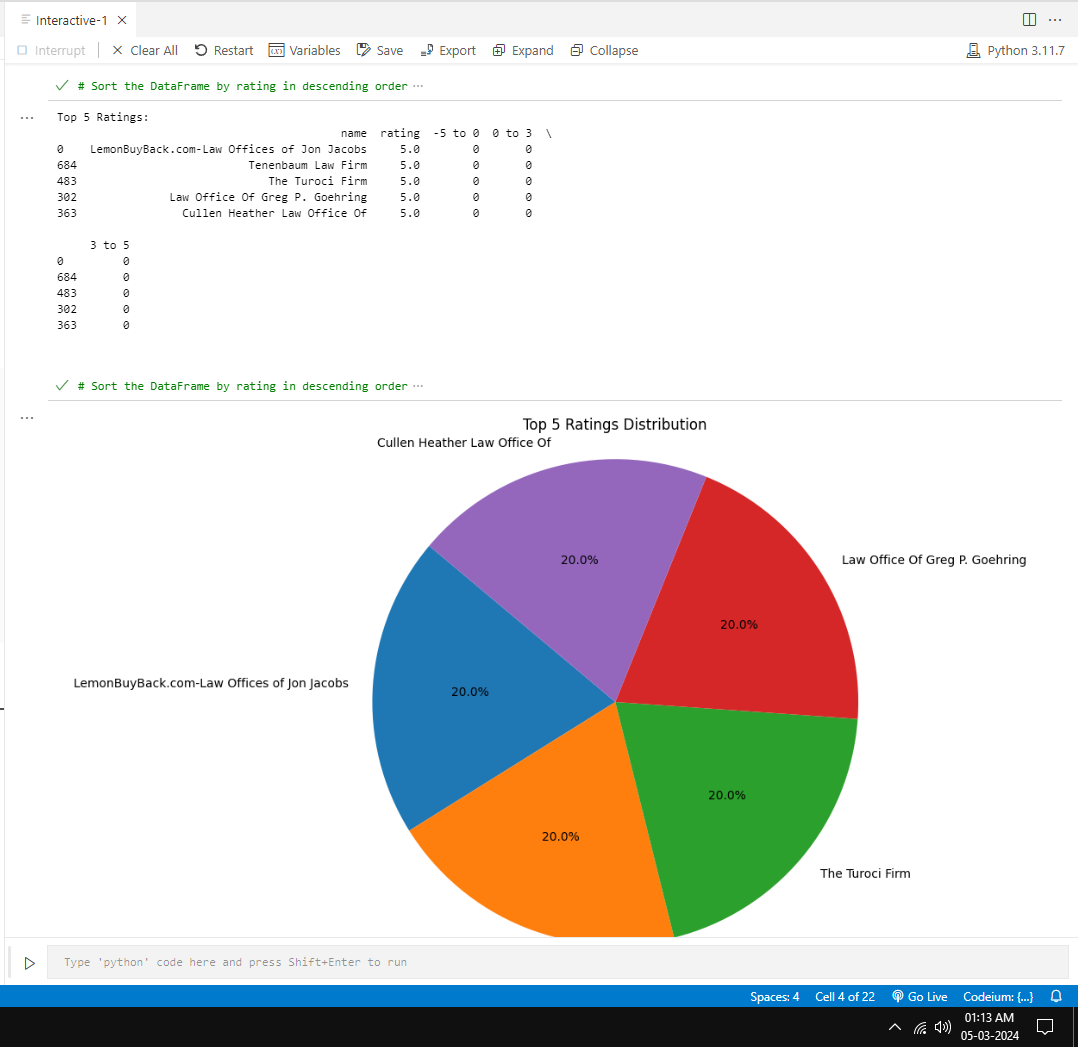 Interactive-1
Interrupt Clear All Restart Variables Save Export Expand Collapse Python 3.11.7
# Sort the DataFrame by rating in descending order ···
Top 5 Ratings:
name rating -5 to 0 0 to 3 \
0 LemonBuyBack.com-Law Offices of Jon Jacobs 5.0 0 0
684 Tenenbaum Law Firm 5.0 0 0
483 The Turoci Firm 5.0 0 0
302 Law Office Of Greg P. Goehring 5.0 0 0
363 Cullen Heather Law Office Of 5.0 0 0
3 to 5
0 0
684 0
483 0
302 0
363 0
# Sort the DataFrame by rating in descending order ···
Top 5 Ratings Distribution
Cullen Heather Law Office Of
20.0%
Law Office Of Greg P. Goehring
20.0%
LemonBuyBack.com-Law Offices of Jon Jacobs
20.0%
20.0%
20.0%
The Turoci Firm
Type 'python' code here and press Shift+Enter to run
Spaces: 4 Cell 4 of 22 Go Live Codeium: {...}
01:13 AM
05-03-2024